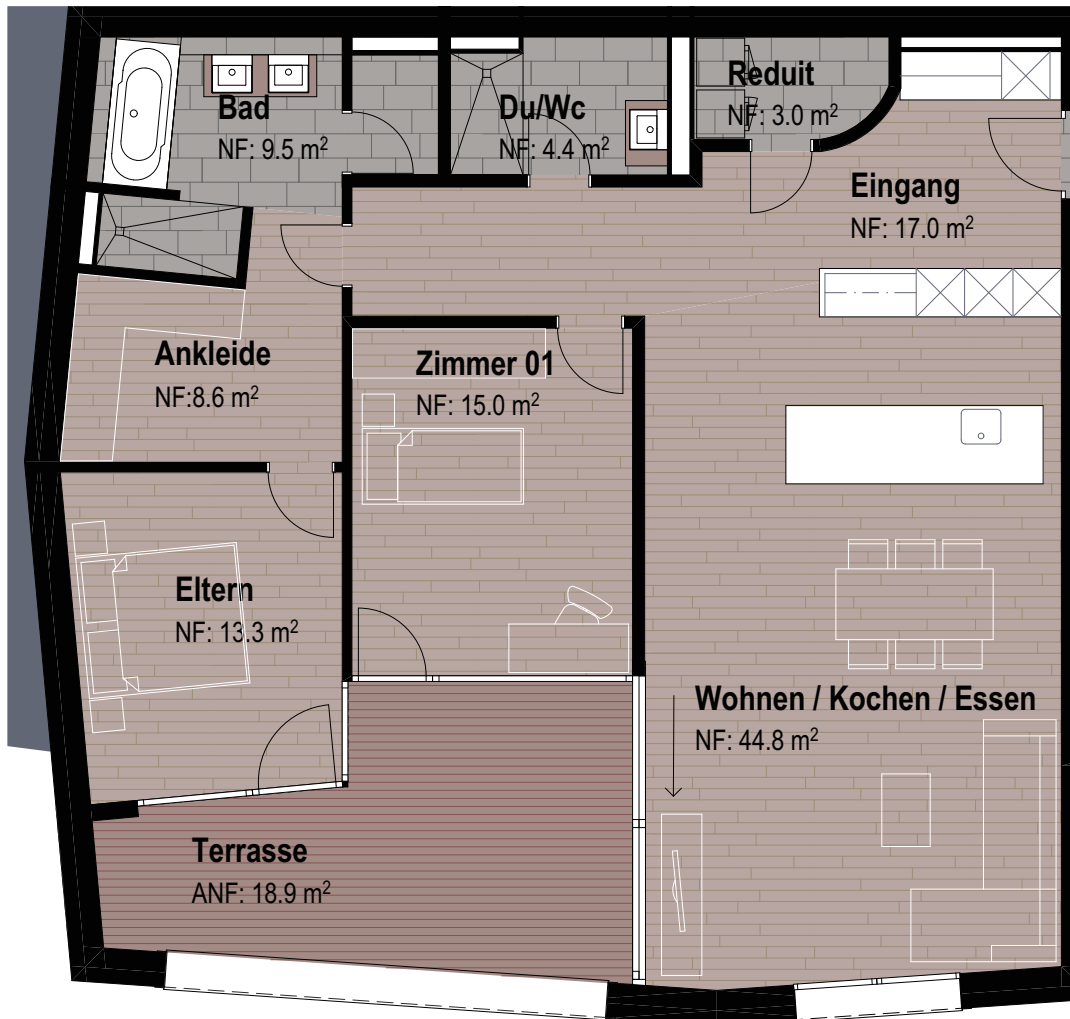 Bad
NF: 9.5 m²
Du/Wc
NF: 4.4 m²
Reduit
NF: 3.0 m²
Eingang
NF: 17.0 m²
Ankleide
NF:8.6 m²
Zimmer 01
NF: 15.0 m²
Eltern
NF: 13.3 m²
Wohnen / Kochen / Essen
NF: 44.8 m²
Terrasse
ANF: 18.9 m²